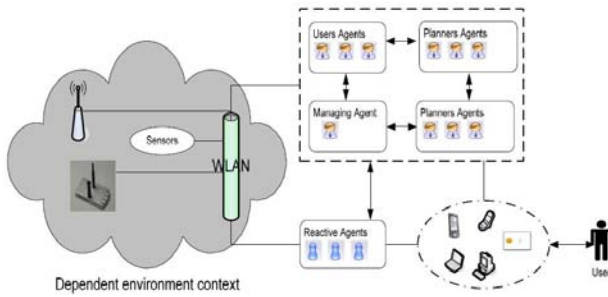 Users Agents
Planners Agents
Managing Agent
Planners Agents
Sensors
WLAN
Reactive Agents
User
Dependent environment context